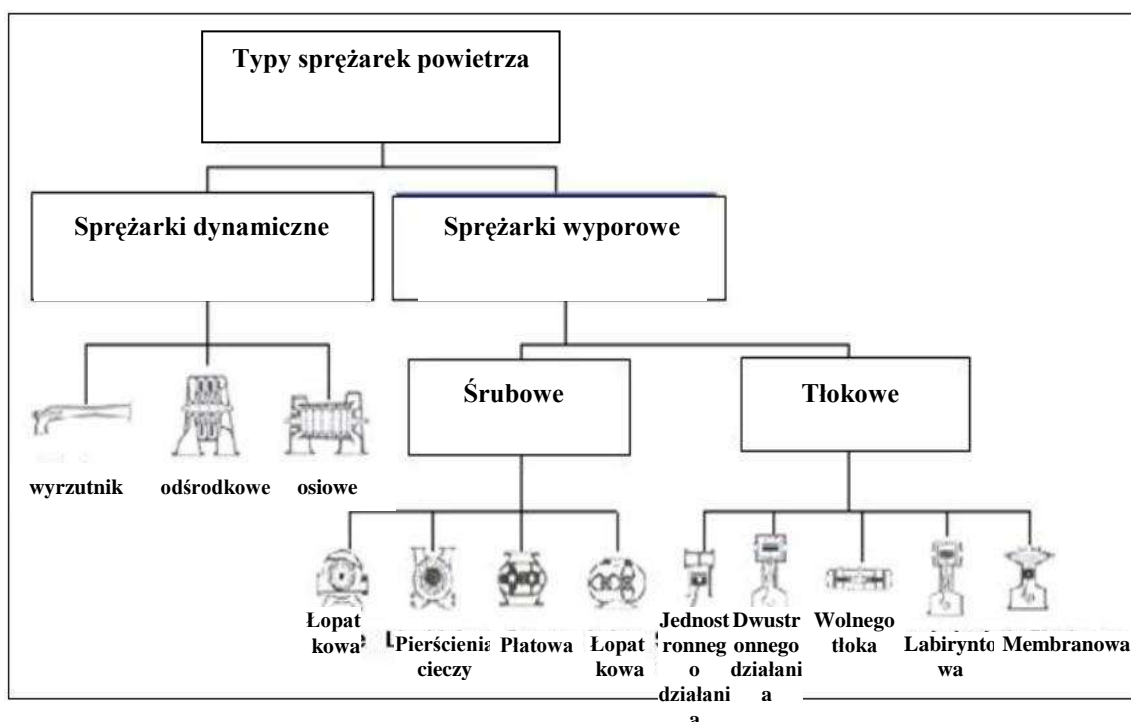 Typy sprężarek powietrza
Sprężarki dynamiczne
Sprężarki wyporowe
Śrubowe
Tłokowe
wyrzutnik
odśrodkowe
osiowe
Łopat
kowa
Pierścienia
cieczy
Płatowa
Łopat
kowa
Jednost
ronneg
o
działani
a
Dwustr
onnego
działani
a
Wolnego
tłoka
Labirynto
wa
Membranowa